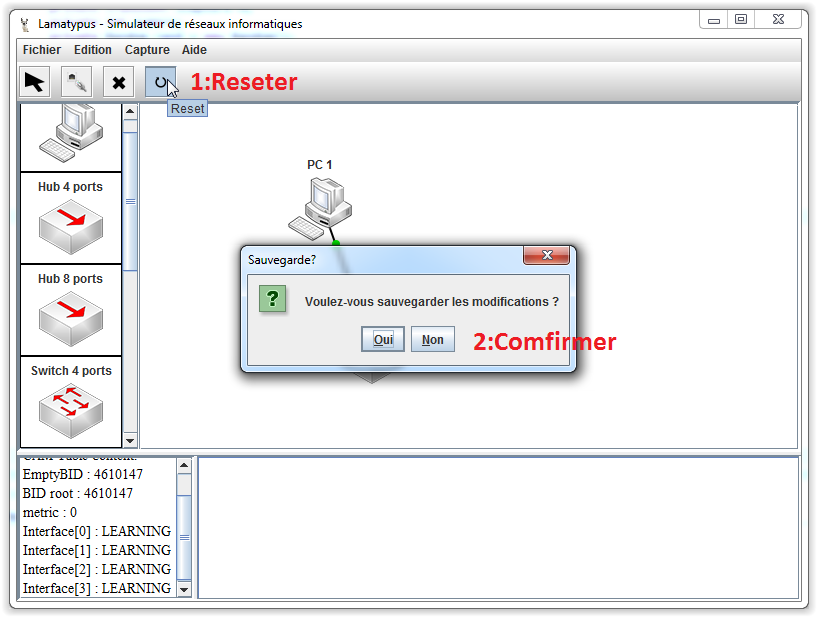 Lamatypus - Simulateur de réseaux informatiques
Fichier Edition Capture Aide
1:Reseter
Reset
Hub 4 ports
Hub 8 ports
Switch 4 ports
PC 1
Sauvegarde?
Voulez-vous sauvegarder les modifications ?
Oui Non
2:Comfirmer
EmptyBID : 4610147
BID root : 4610147
metric : 0
Interface[0] : LEARNING
Interface[1] : LEARNING
Interface[2] : LEARNING
Interface[3] : LEARNING